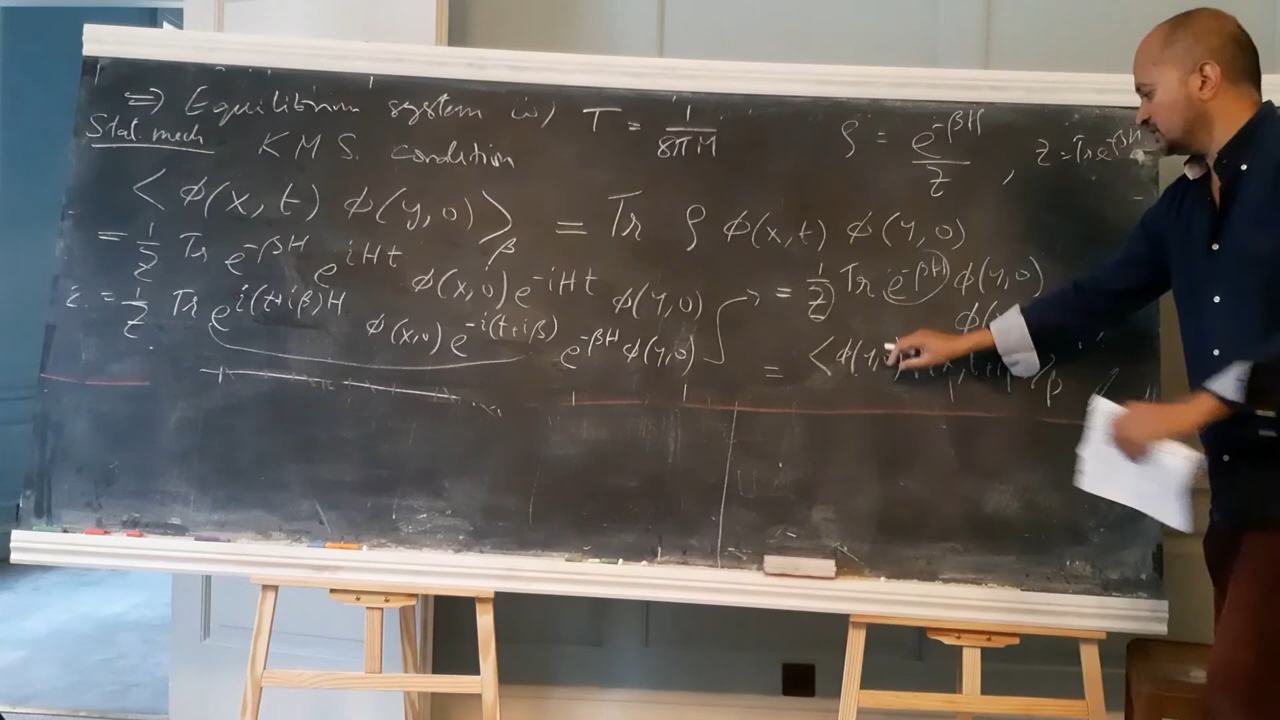 ⇒ Equilibrium system w) T = 1/8πM
ρ = e^{-βH}/Z , Z = Tr e^{-βH}
Stat. mech K M S. condition
< ϕ(x, t) ϕ(y, 0) >_β = Tr ρ ϕ(x, t) ϕ(y, 0)
= 1/Z Tr e^{-βH} e^{iHt} ϕ(x, 0) e^{-iHt} ϕ(y, 0)
= 1/Z Tr e^{i(t+iβ)H} ϕ(x, 0) e^{-i(t+iβ)} e^{-βH} ϕ(y, 0)
= 1/Z Tr e^{-βH} ϕ(y, 0)
= < ϕ(y, 0